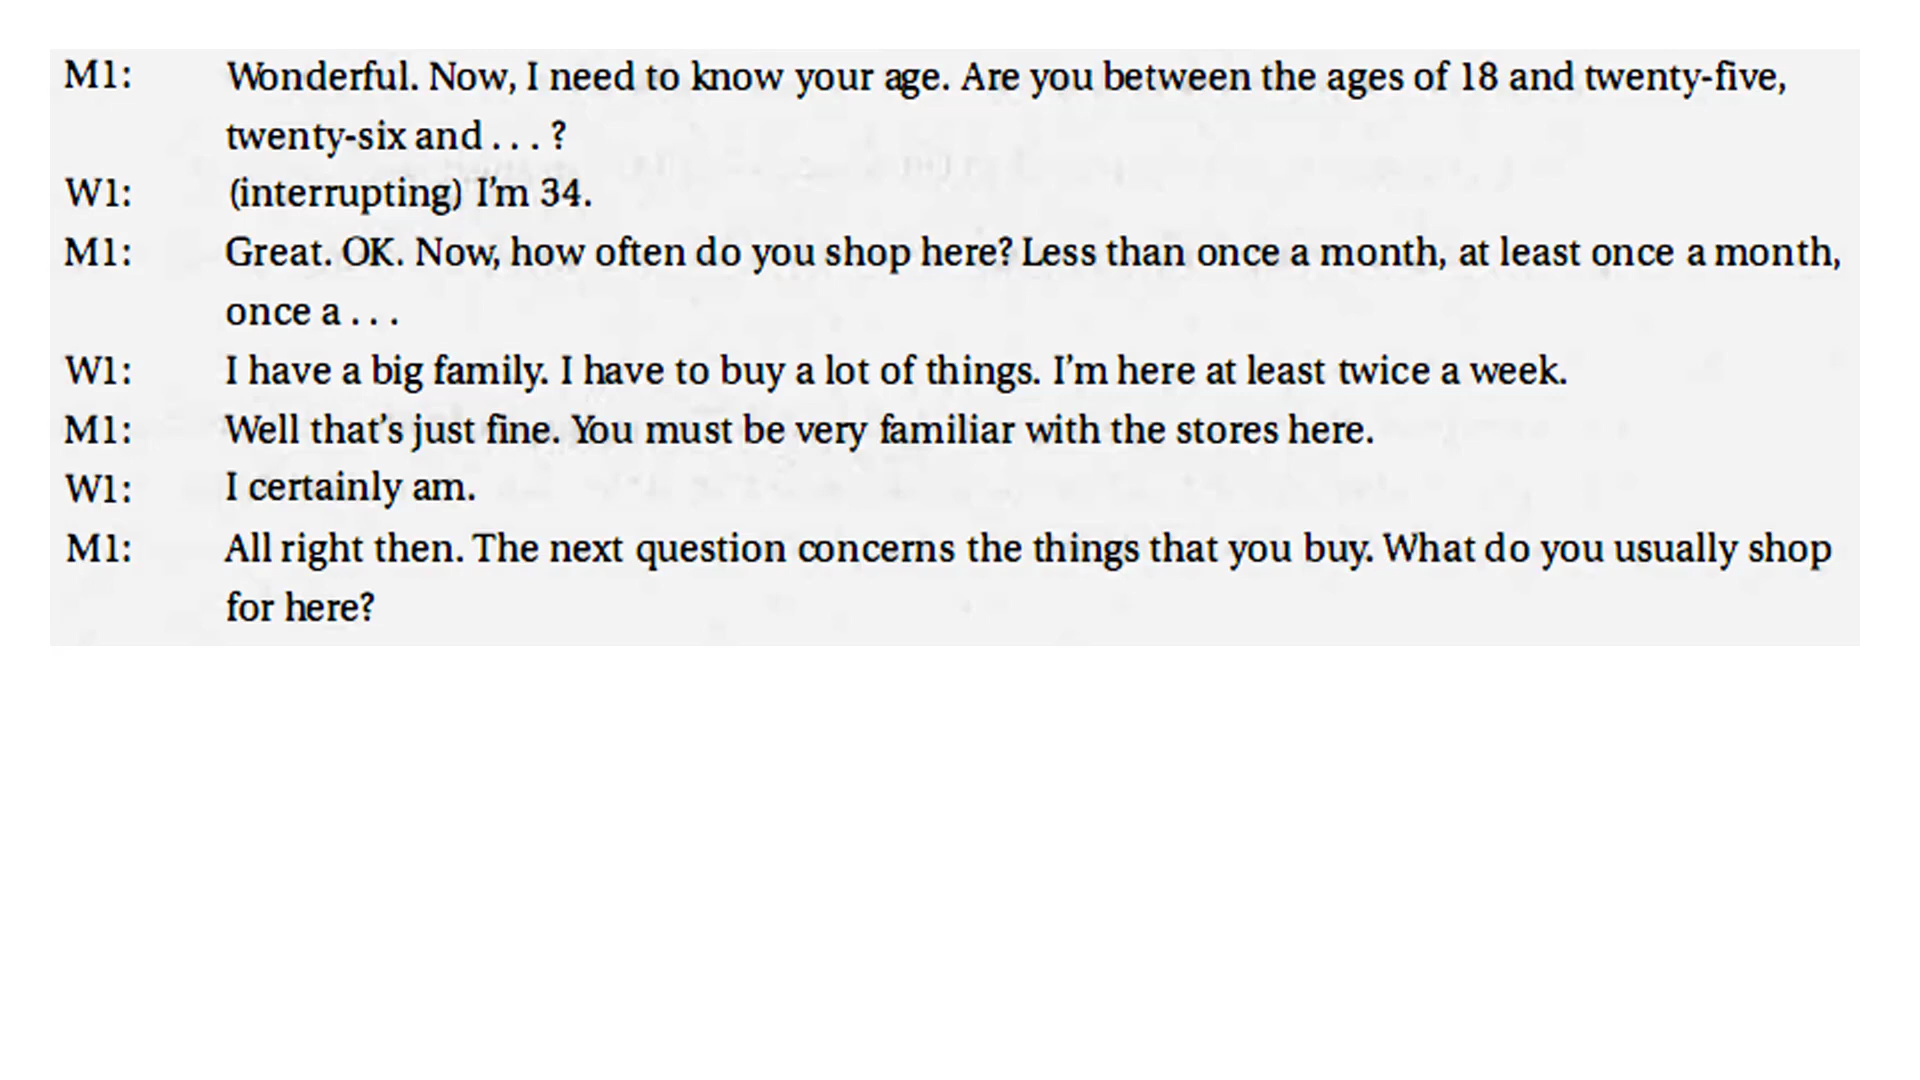 M1: Wonderful. Now, I need to know your age. Are you between the ages of 18 and twenty-five,
twenty-six and . . . ?
W1: (interrupting) I'm 34.
M1: Great. OK. Now, how often do you shop here? Less than once a month, at least once a month,
once a . . .
W1: I have a big family. I have to buy a lot of things. I'm here at least twice a week.
M1: Well that's just fine. You must be very familiar with the stores here.
W1: I certainly am.
M1: All right then. The next question concerns the things that you buy. What do you usually shop
for here?